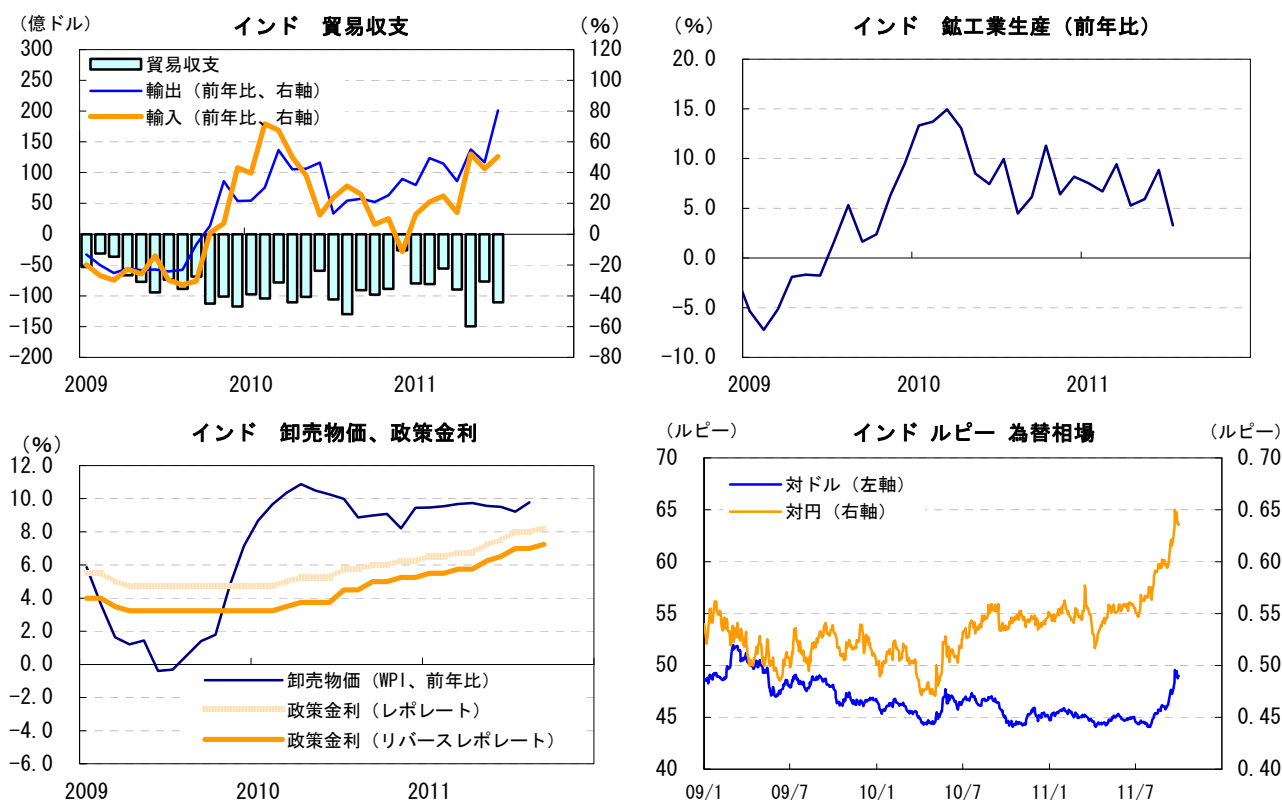 インド　貿易収支
（億ドル）
（%）
300
250
200
150
100
50
0
-50
-100
-150
-200
120
100
80
60
40
20
0
-20
-40
-60
-80
貿易収支
輸出（前年比、右軸）
輸入（前年比、右軸）
2009 2010 2011
インド　鉱工業生産（前年比）
（%）
20.0
15.0
10.0
5.0
0.0
-5.0
-10.0
2009 2010 2011
インド　卸売物価、政策金利
（%）
12.0
10.0
8.0
6.0
4.0
2.0
0.0
-2.0
-4.0
-6.0
卸売物価（WPI、前年比）
政策金利（レポレート）
政策金利（リバースレポレート）
2009 2010 2011
インド ルピー 為替相場
（ルピー）
（ルピー）
70
65
60
55
50
45
40
0.70
0.65
0.60
0.55
0.50
0.45
0.40
対ドル（左軸）
対円（右軸）
09/1 09/7 10/1 10/7 11/1 11/7